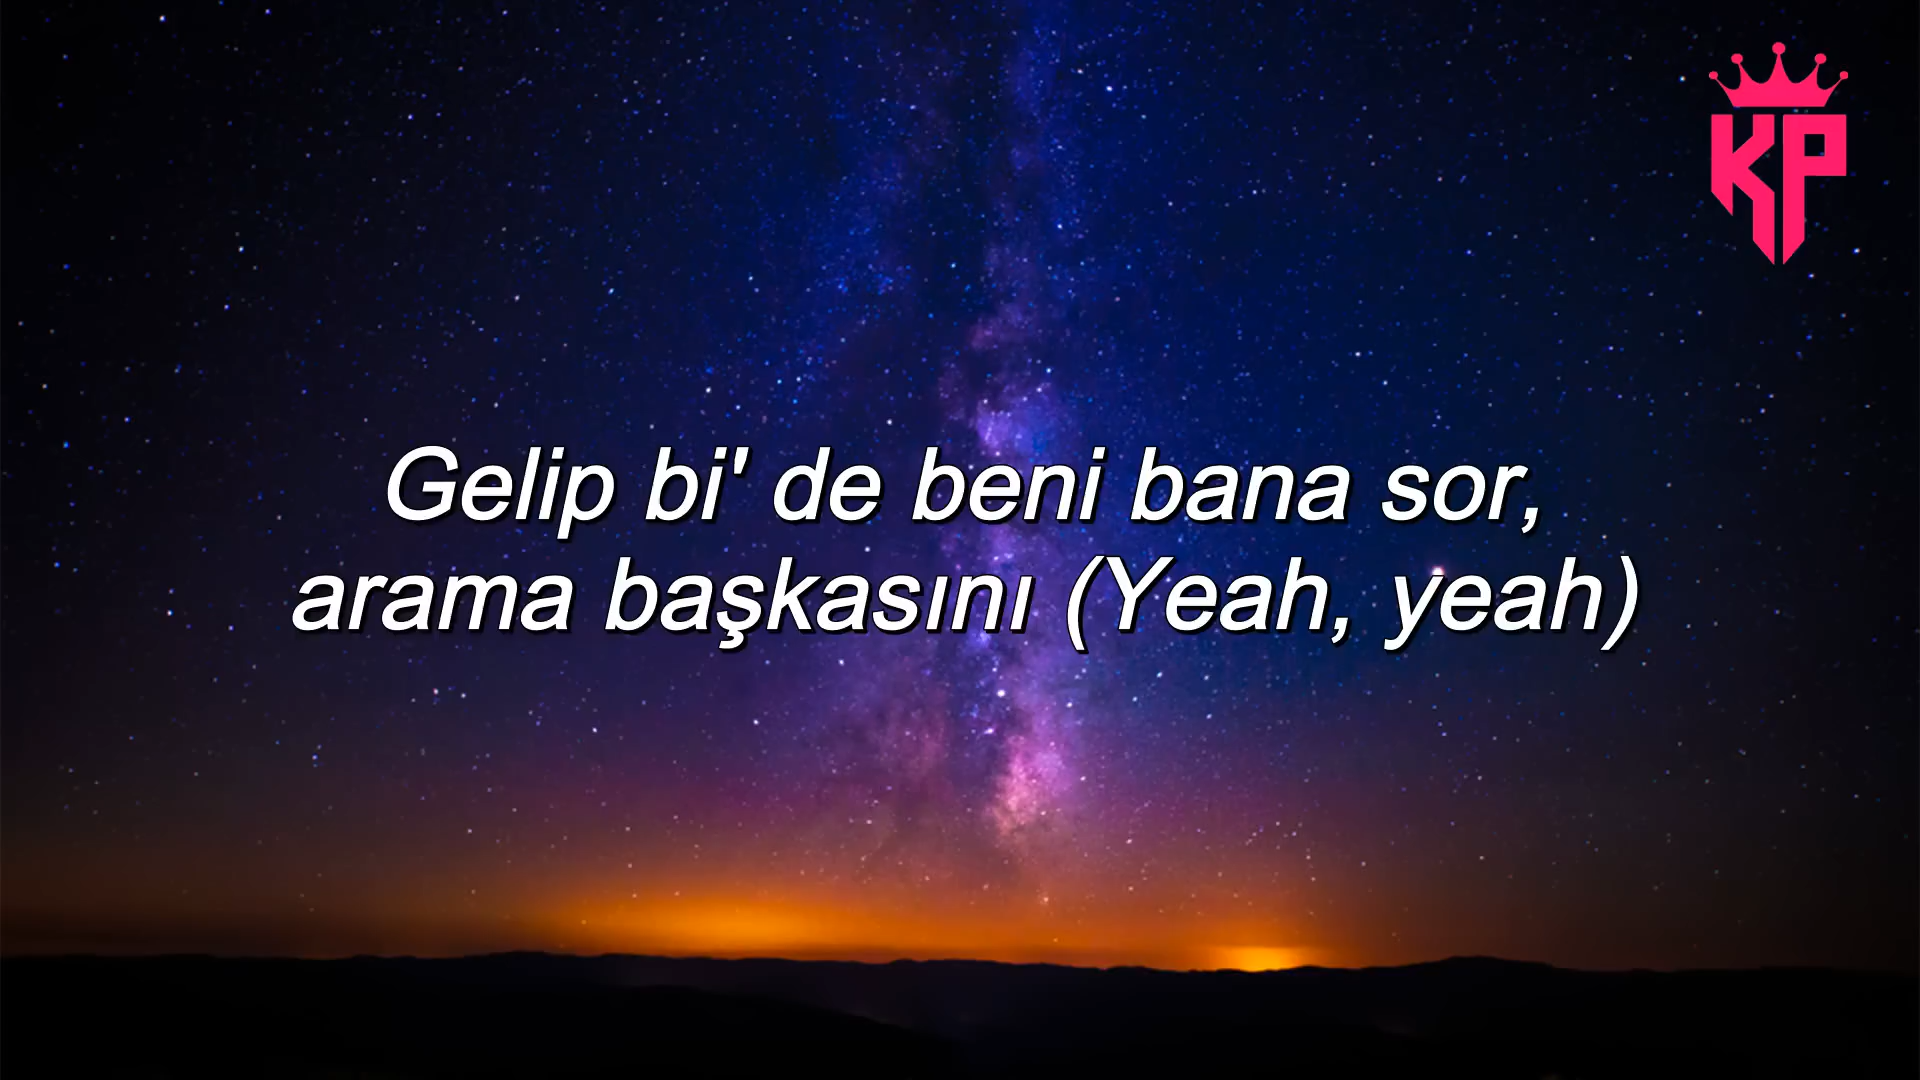 KP
Gelip bi' de beni bana sor,
arama başkasını (Yeah, yeah)